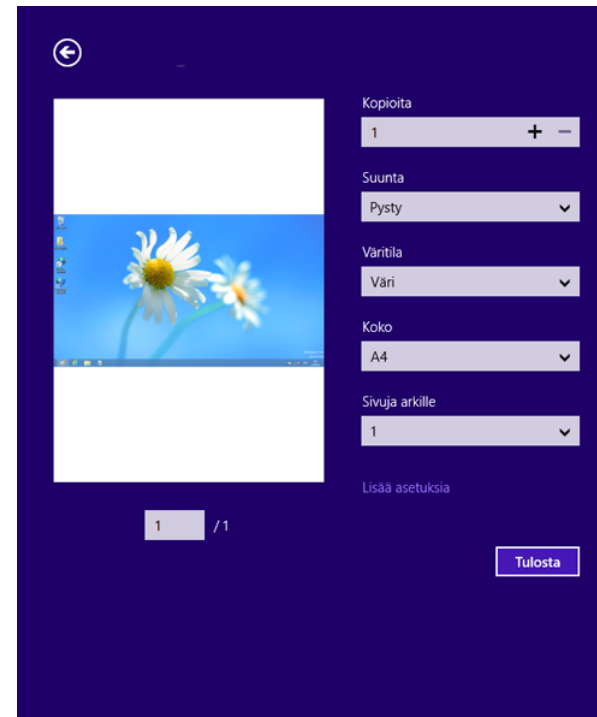 Kopioita
1
Suunta
Pysty
Väritila
Väri
Koko
A4
Sivuja arkille
1
Lisää asetuksia
1 / 1
Tulosta